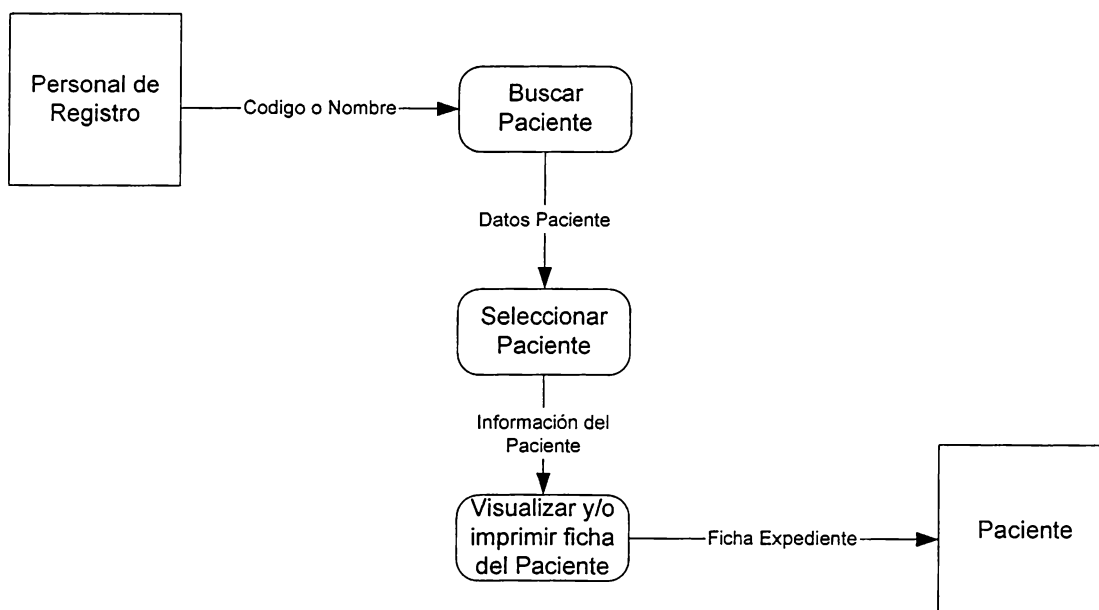 Personal de
Registro
Codigo o Nombre
Buscar
Paciente
Datos Paciente
Seleccionar
Paciente
Información del
Paciente
Visualizar y/o
imprimir ficha
del Paciente
Ficha Expediente
Paciente